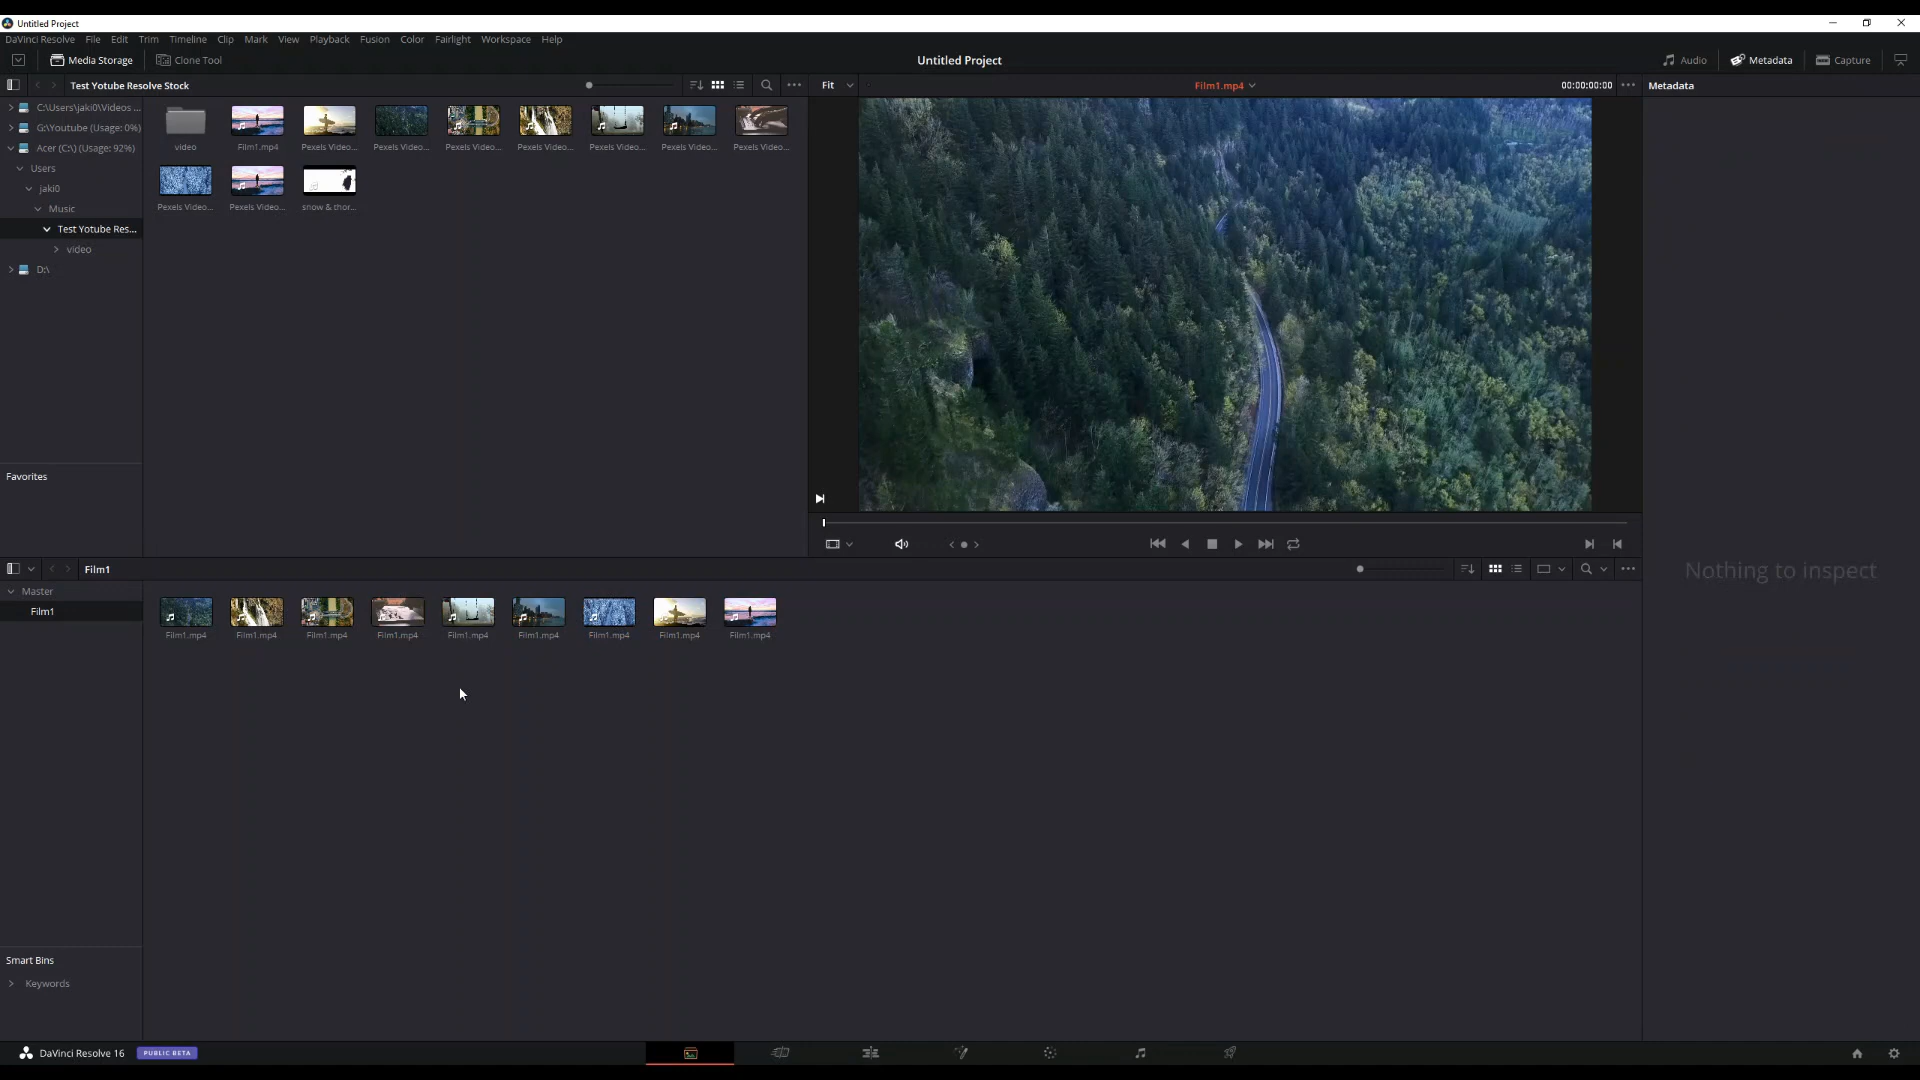 Untitled Project
DaVinci Resolve File Edit Trim Timeline Clip Mark View Playback Fusion Color Fairlight Workspace Help
Media Storage Clone Tool Untitled Project Audio Metadata Capture
Test Yotube Resolve Stock Fit Film1.mp4 00:00:00:00 Metadata
C:\Users\jaki0\Videos ...
G:\Youtube (Usage: 0%)
Acer (C:\) (Usage: 92%)
Users
jaki0
Music
Test Yotube Res...
video
D:\
video Film1.mp4 Pexels Video... Pexels Video... Pexels Video... Pexels Video... Pexels Video... Pexels Video... Pexels Video...
Pexels Video... Pexels Video... snow & thor...
Favorites
Film1
Master
Film1
Film1.mp4 Film1.mp4 Film1.mp4 Film1.mp4 Film1.mp4 Film1.mp4 Film1.mp4 Film1.mp4 Film1.mp4
Nothing to inspect
Smart Bins
Keywords
DaVinci Resolve 16 PUBLIC BETA